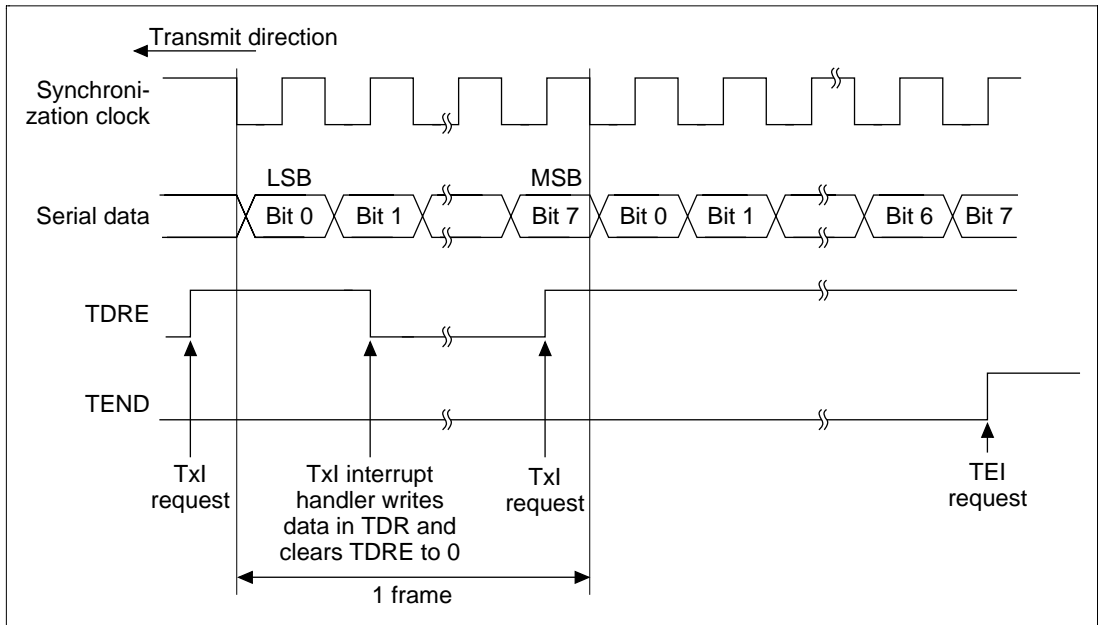 Transmit direction
Synchroni-
zation clock
LSB
MSB
Serial data
Bit 0
Bit 1
Bit 7
Bit 0
Bit 1
Bit 6
Bit 7
TDRE
TEND
TxI
request
TxI interrupt
handler writes
data in TDR and
clears TDRE to 0
TxI
request
TEI
request
1 frame